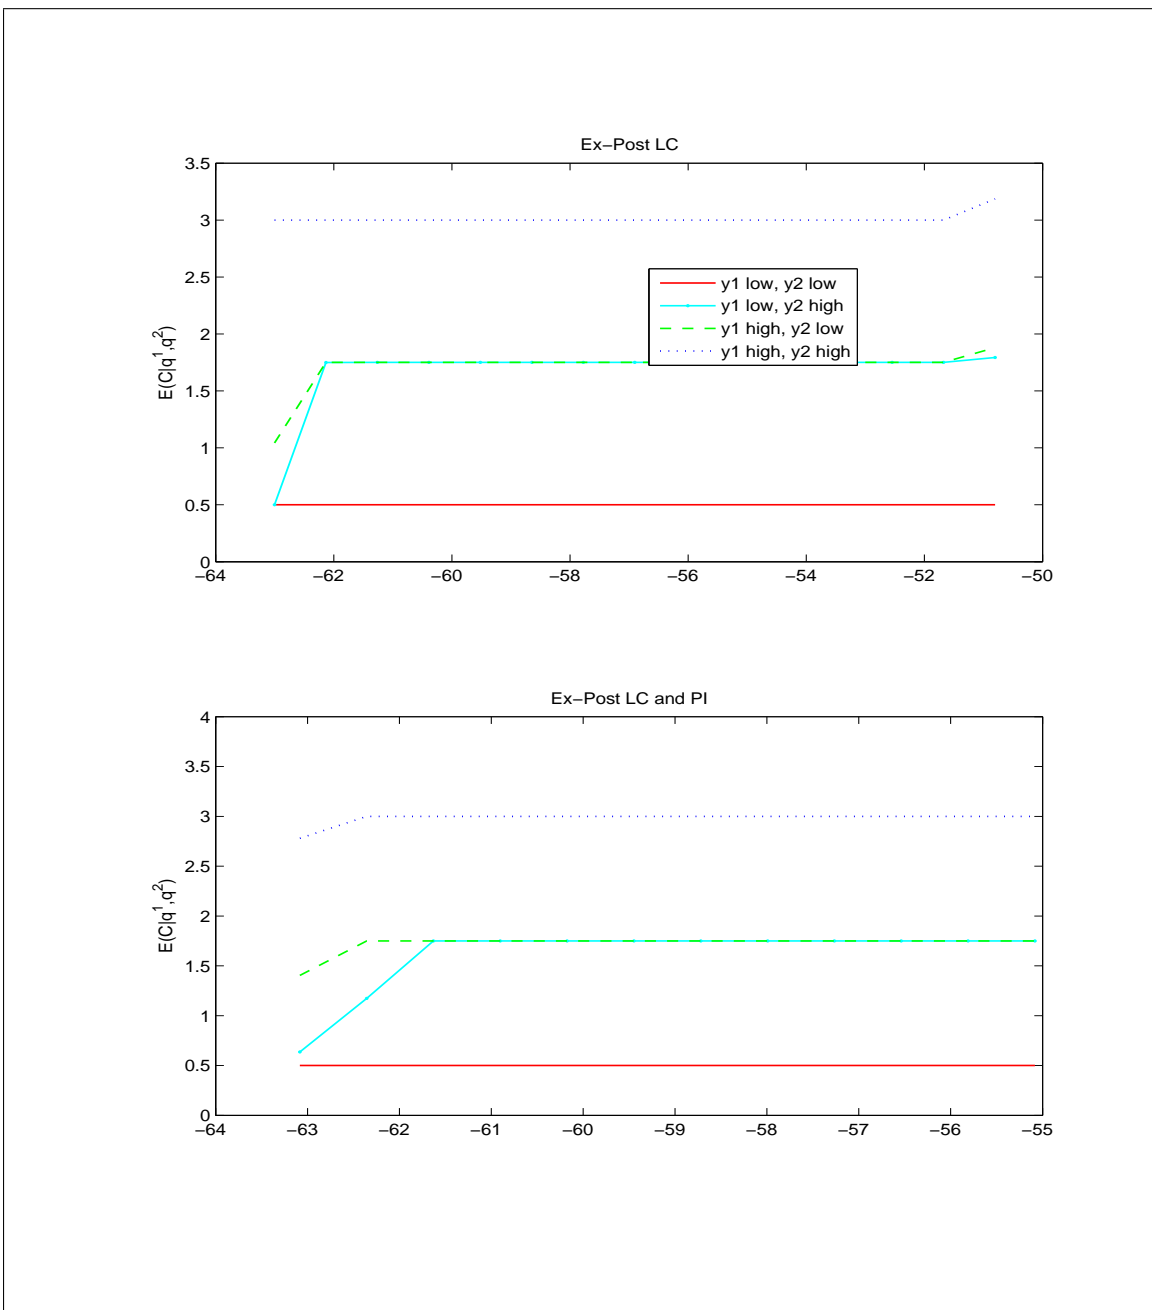 Ex−Post LC
3.5
3
2.5
2
1.5
1
0.5
0
E(C|q¹,q²)
y1 low, y2 low
y1 low, y2 high
y1 high, y2 low
y1 high, y2 high
−64 −62 −60 −58 −56 −54 −52 −50
Ex−Post LC and PI
4
3.5
3
2.5
2
1.5
1
0.5
0
E(C|q¹,q²)
−64 −63 −62 −61 −60 −59 −58 −57 −56 −55